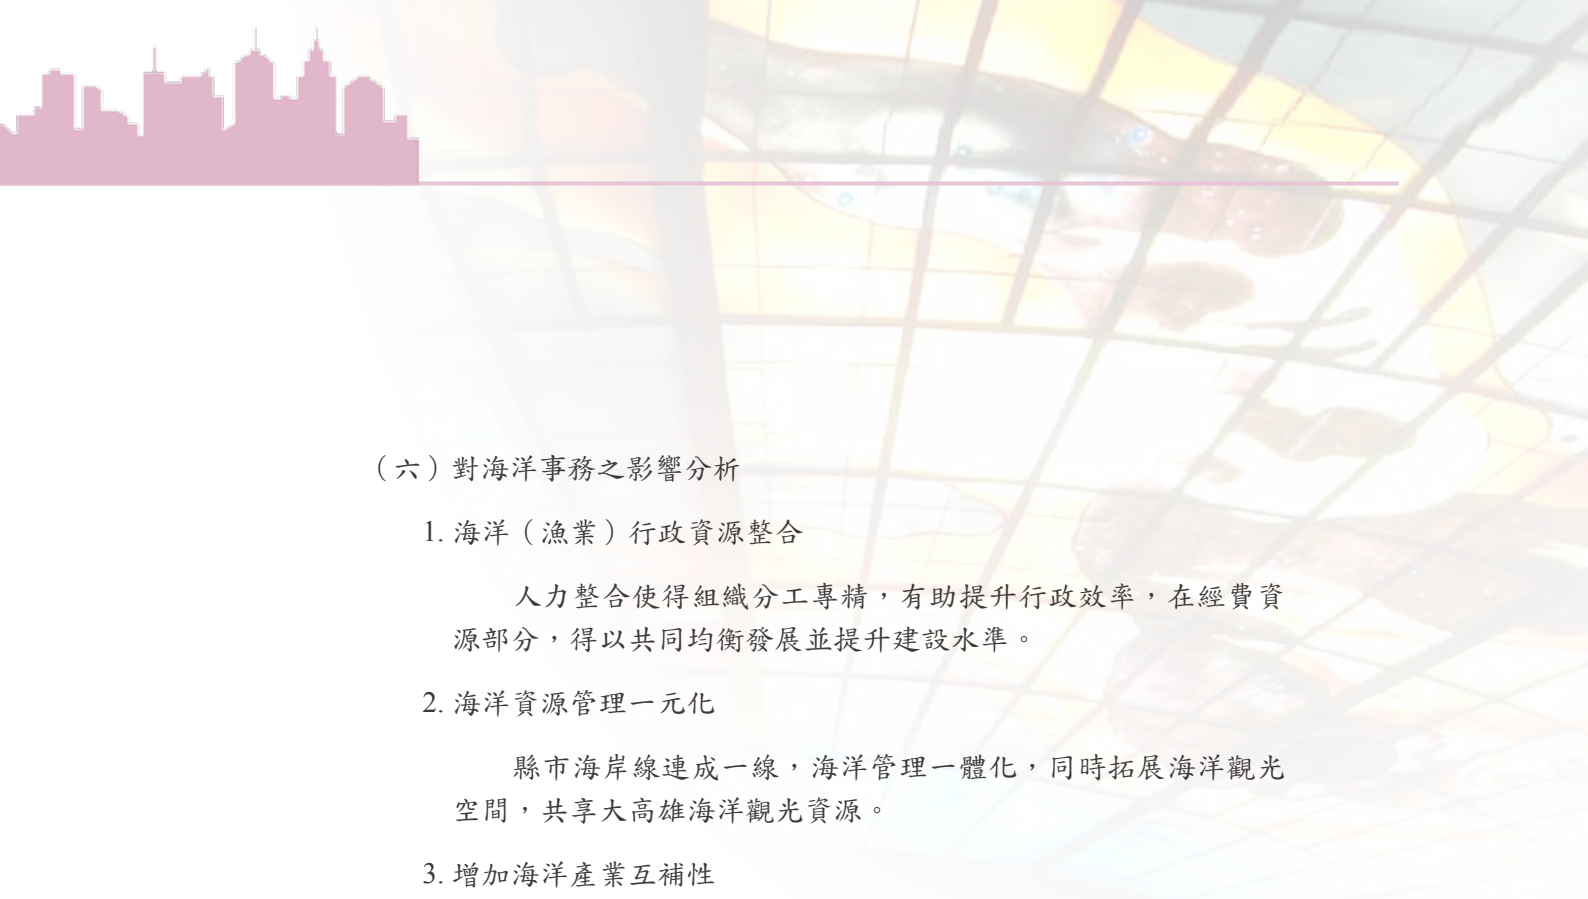 （六）對海洋事務之影響分析
1. 海洋（漁業）行政資源整合
人力整合使得組織分工專精，有助提升行政效率，在經費資
源部分，得以共同均衡發展並提升建設水準。
2. 海洋資源管理一元化
縣市海岸線連成一線，海洋管理一體化，同時拓展海洋觀光
空間，共享大高雄海洋觀光資源。
3. 增加海洋產業互補性